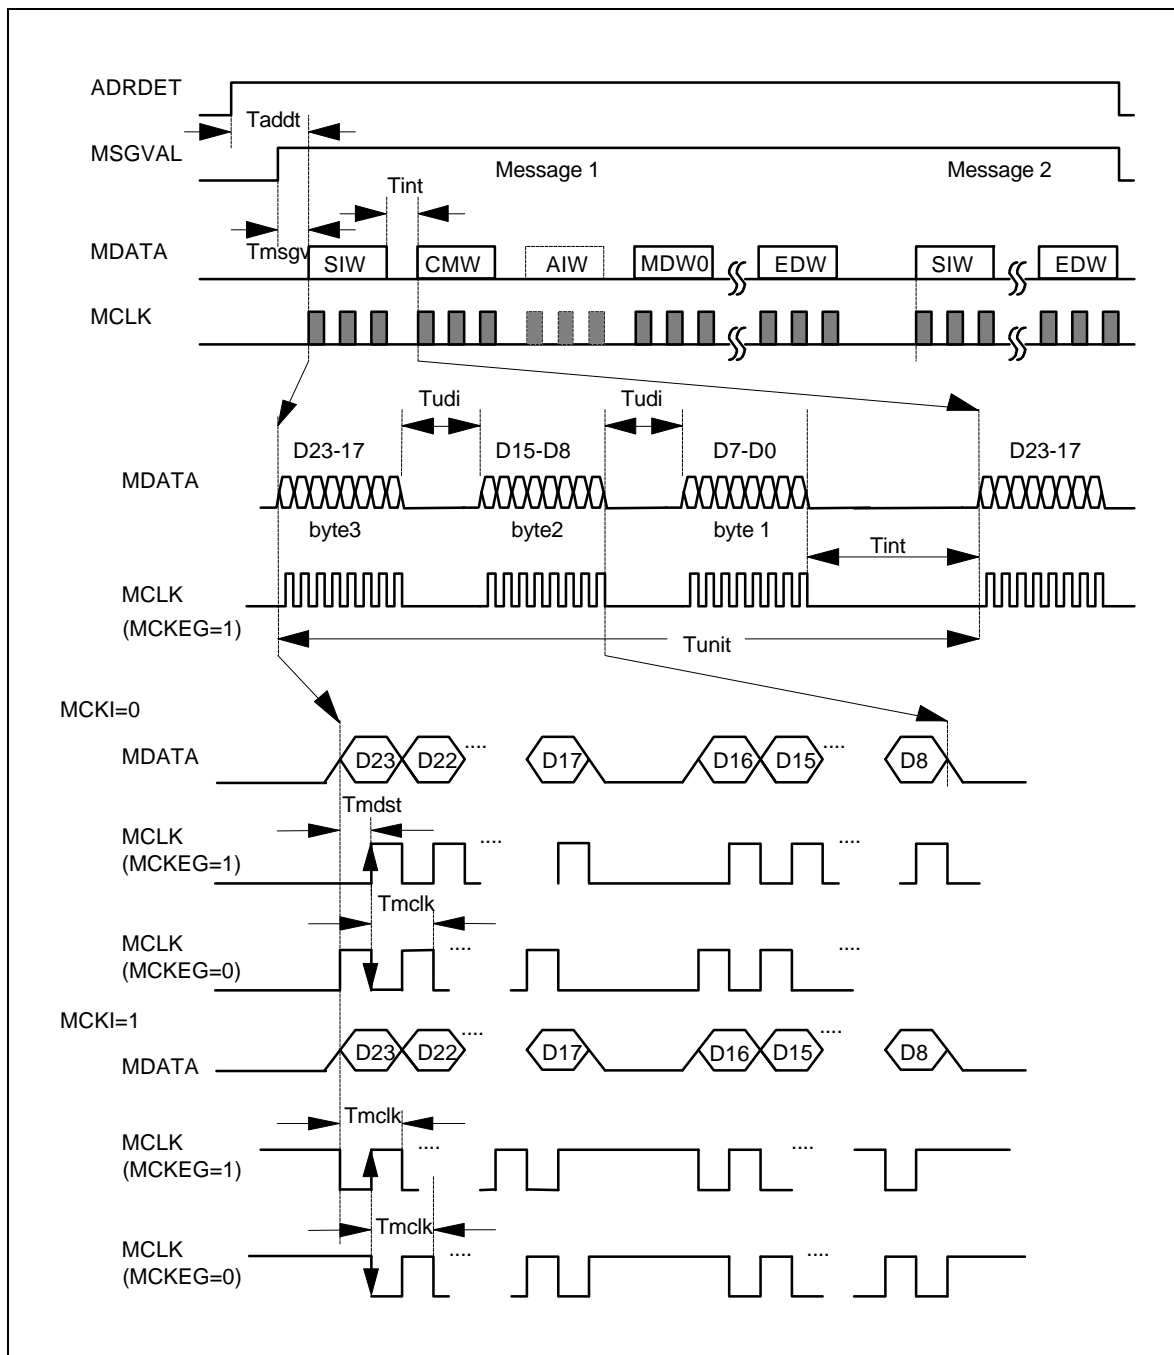 ADRDET
Taddt
MSGVAL
Message 1
Message 2
Tint
Tmsgv
MDATA
SIW
CMW
AIW
MDW0
EDW
SIW
EDW
MCLK
Tudi
Tudi
D23-17
D15-D8
D7-D0
D23-17
MDATA
byte3
byte2
byte 1
Tint
MCLK
(MCKEG=1)
Tunit
MCKI=0
MDATA
D23
D22
....
D17
D16
D15
....
D8
Tmdst
MCLK
(MCKEG=1)
....
....
Tmclk
MCLK
(MCKEG=0)
....
....
MCKI=1
MDATA
D23
D22
....
D17
D16
D15
....
D8
Tmclk
MCLK
(MCKEG=1)
....
....
Tmclk
MCLK
(MCKEG=0)
....
....